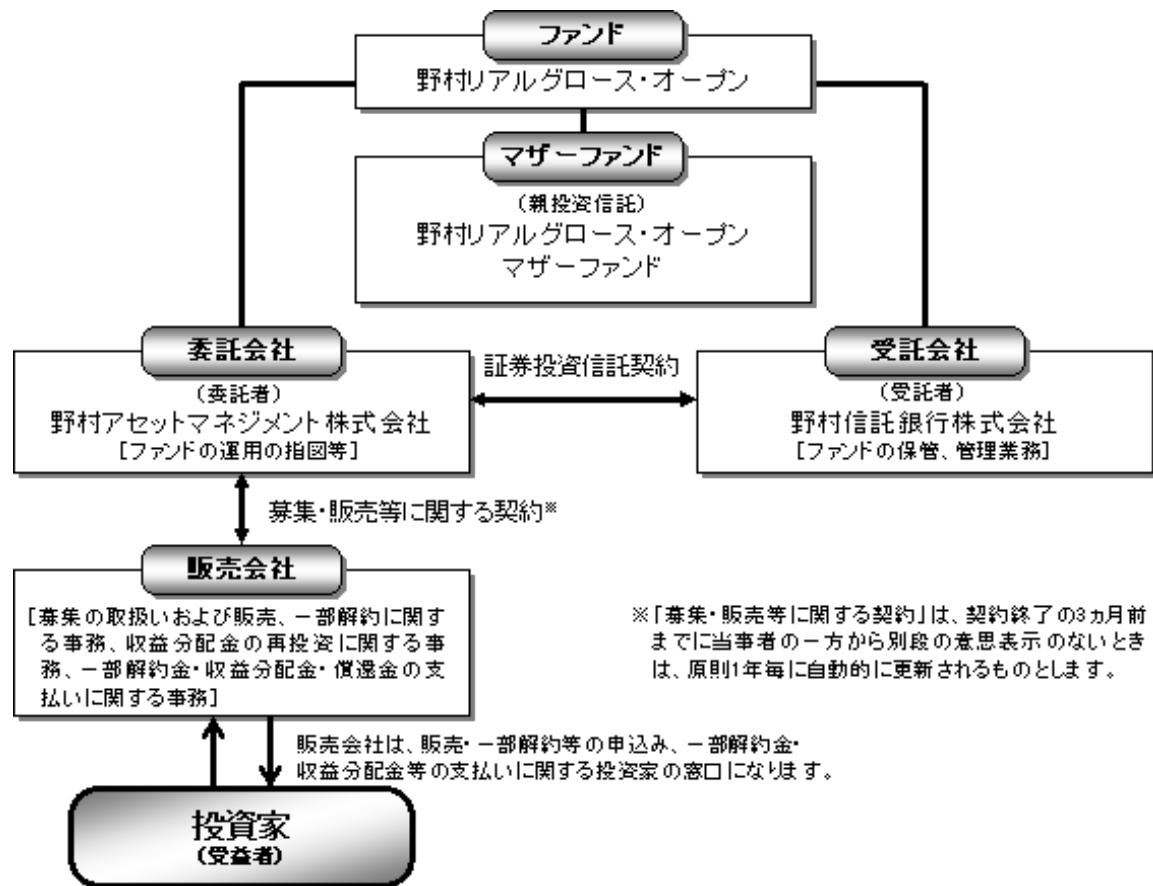 ファンド
野村リアルグロース・オープン
マザーファンド
(親投資信託)
野村リアルグロース・オープン
マザーファンド
委託会社
(委託者)
野村アセットマネジメント株式会社
[ファンドの運用の指図等]
証券投資信託契約
受託会社
(受託者)
野村信託銀行株式会社
[ファンドの保管、管理業務]
募集・販売等に関する契約※
販売会社
[募集の取扱いおよび販売、一部解約に関す
る事務、収益分配金の再投資に関する事
務、一部解約金・収益分配金・償還金の支
払いに関する事務]
※「募集・販売等に関する契約」は、契約終了の3ヵ月前
までに当事者の一方から別段の意思表示のないとき
は、原則1年毎に自動的に更新されるものとします。
販売会社は、販売・一部解約等の申込み、一部解約金・
収益分配金等の支払いに関する投資家の窓口になります。
投資家
(受益者)